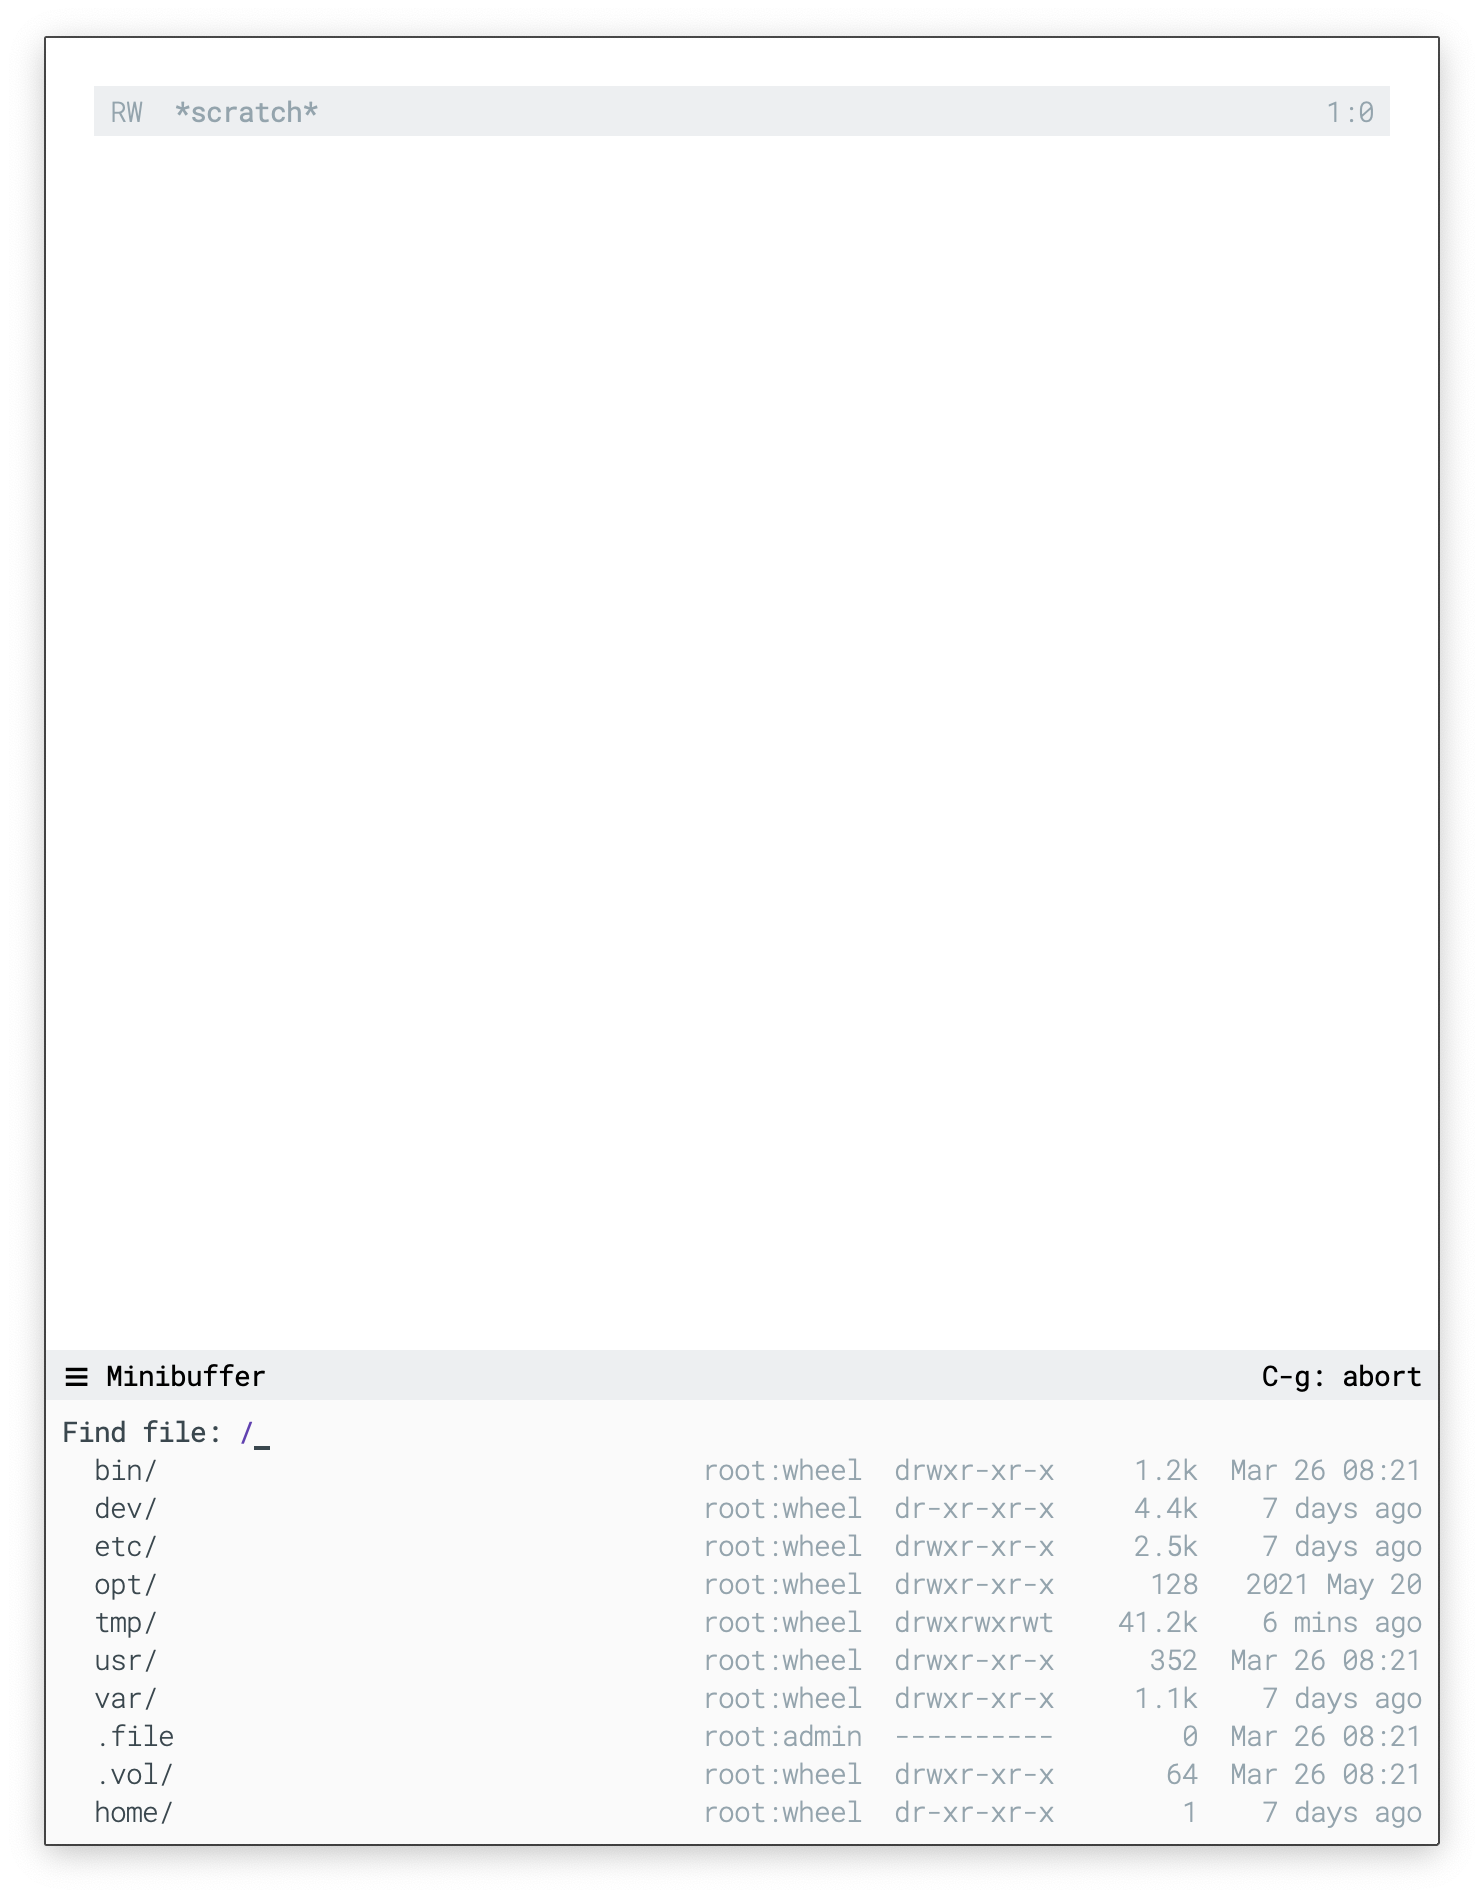 RW  *scratch*  1:0
☰ Minibuffer  C-g: abort
Find file: /_
bin/  root:wheel  drwxr-xr-x  1.2k  Mar 26 08:21
dev/  root:wheel  dr-xr-xr-x  4.4k  7 days ago
etc/  root:wheel  drwxr-xr-x  2.5k  7 days ago
opt/  root:wheel  drwxr-xr-x  128  2021 May 20
tmp/  root:wheel  drwxrwxrwt  41.2k  6 mins ago
usr/  root:wheel  drwxr-xr-x  352  Mar 26 08:21
var/  root:wheel  drwxr-xr-x  1.1k  7 days ago
.file  root:admin  ----------  0  Mar 26 08:21
.vol/  root:wheel  drwxr-xr-x  64  Mar 26 08:21
home/  root:wheel  dr-xr-xr-x  1  7 days ago